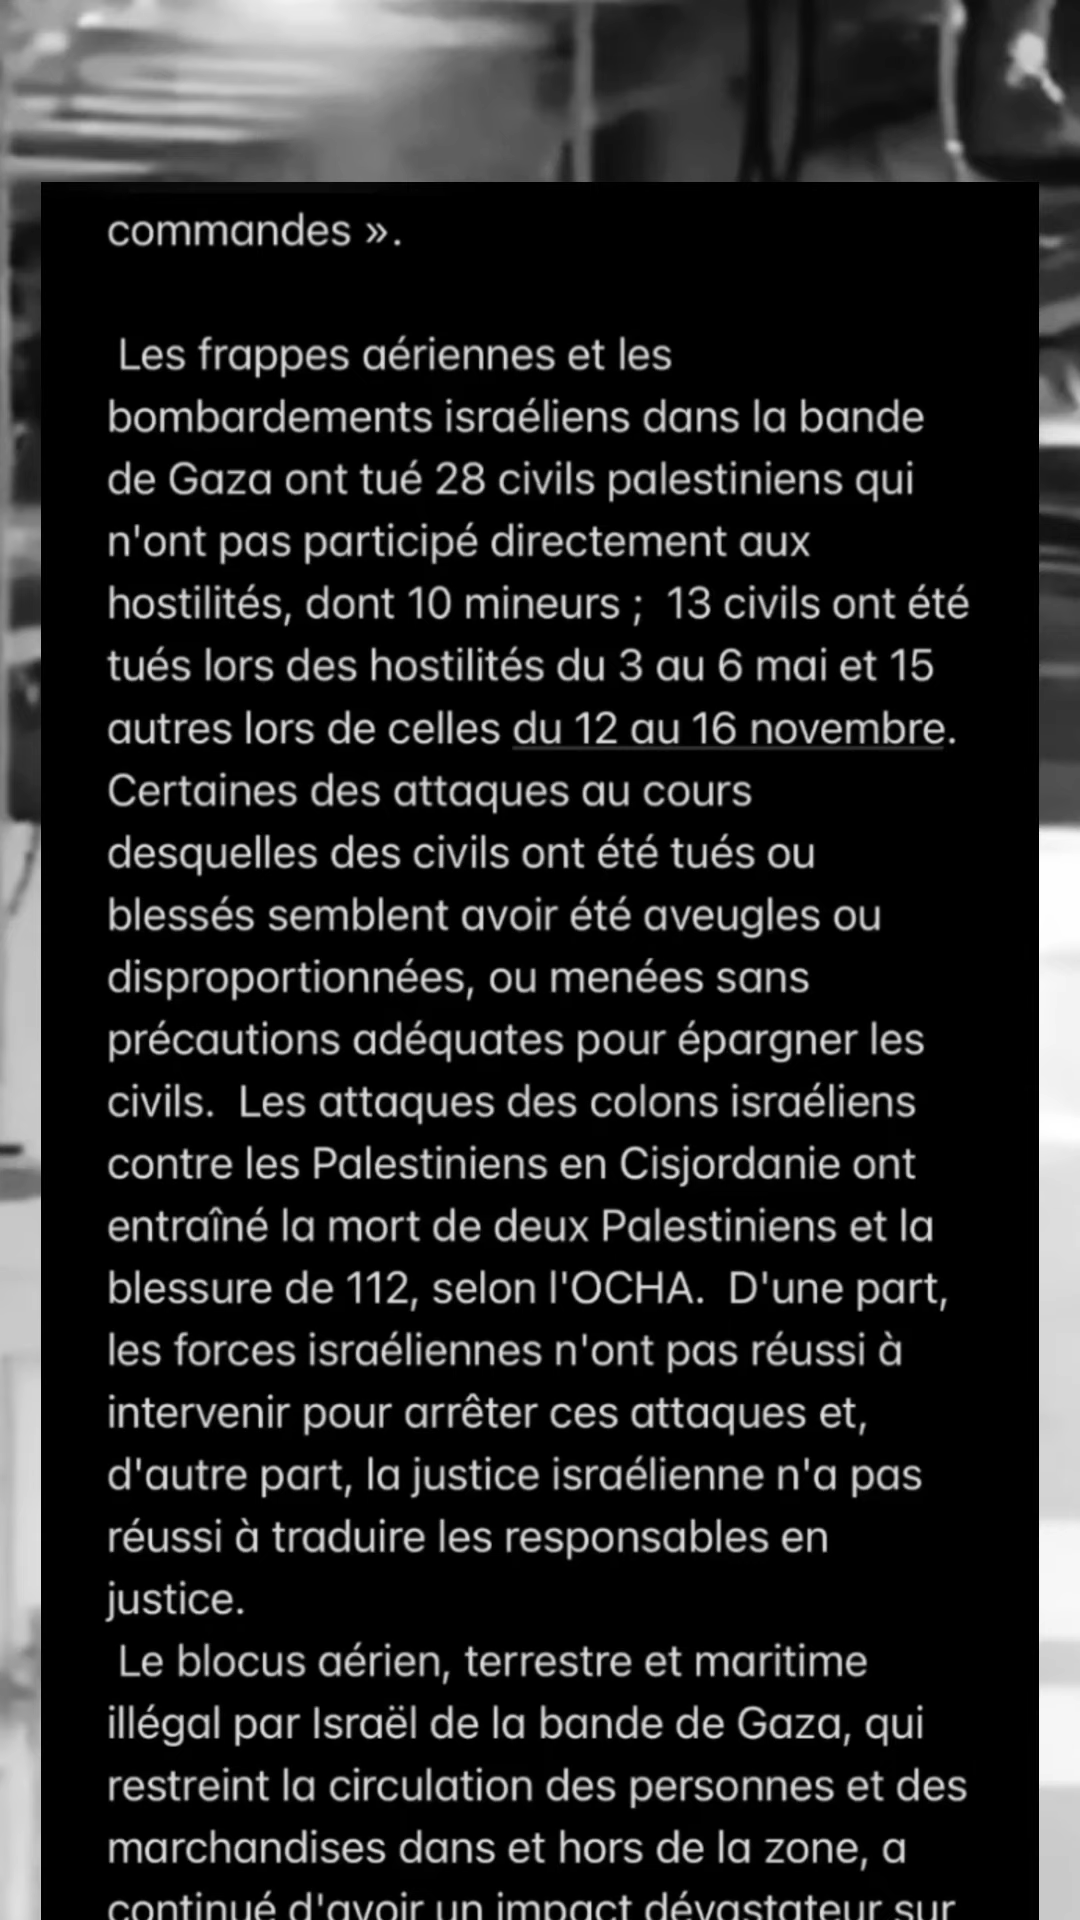 commandes ».
Les frappes aériennes et les
bombardements israéliens dans la bande
de Gaza ont tué 28 civils palestiniens qui
n'ont pas participé directement aux
hostilités, dont 10 mineurs ;  13 civils ont été
tués lors des hostilités du 3 au 6 mai et 15
autres lors de celles du 12 au 16 novembre.
Certaines des attaques au cours
desquelles des civils ont été tués ou
blessés semblent avoir été aveugles ou
disproportionnées, ou menées sans
précautions adéquates pour épargner les
civils.  Les attaques des colons israéliens
contre les Palestiniens en Cisjordanie ont
entraîné la mort de deux Palestiniens et la
blessure de 112, selon l'OCHA.  D'une part,
les forces israéliennes n'ont pas réussi à
intervenir pour arrêter ces attaques et,
d'autre part, la justice israélienne n'a pas
réussi à traduire les responsables en
justice.
Le blocus aérien, terrestre et maritime
illégal par Israël de la bande de Gaza, qui
restreint la circulation des personnes et des
marchandises dans et hors de la zone, a
continué d'avoir un impact dévastateur sur